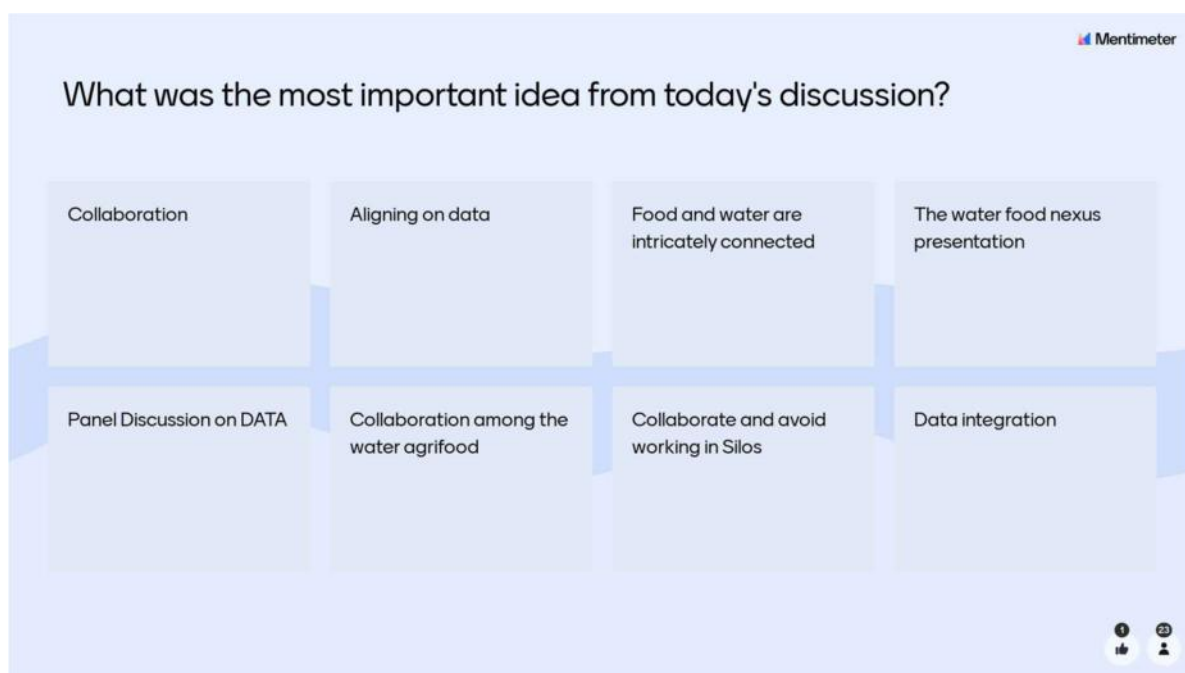 Mentimeter
What was the most important idea from today's discussion?
Collaboration
Aligning on data
Food and water are
intricately connected
The water food nexus
presentation
Panel Discussion on DATA
Collaboration among the
water agrifood
Collaborate and avoid
working in Silos
Data integration
1
23